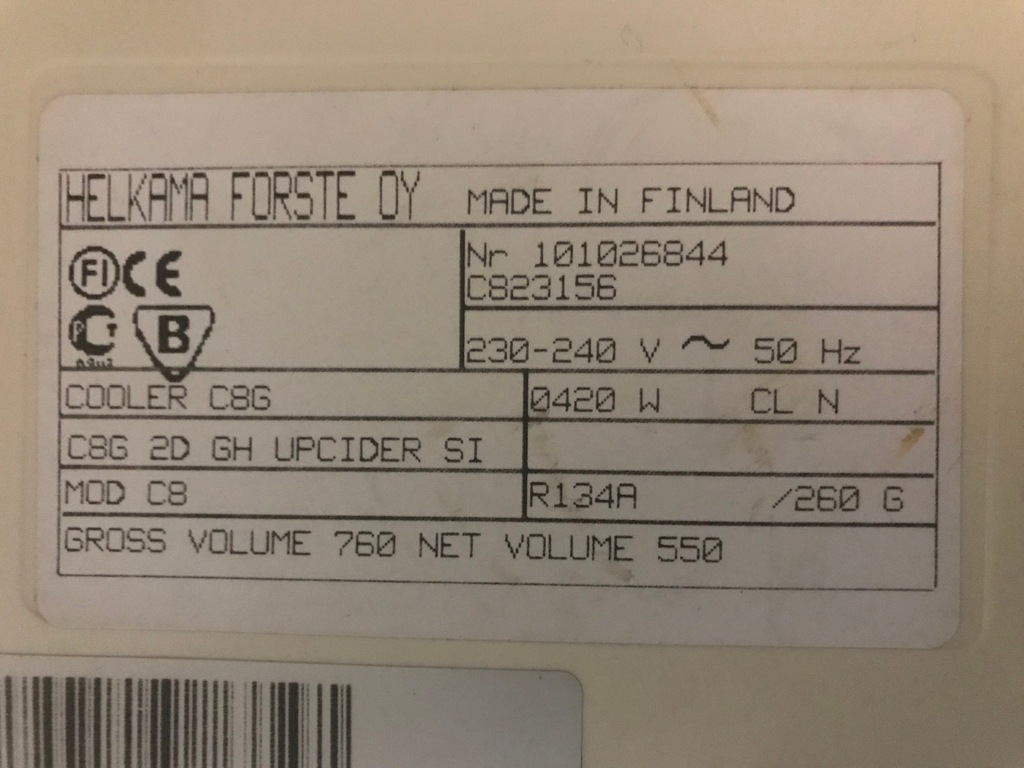 HELKAMA FORSTE OY MADE IN FINLAND
FI CE
Nr 101026844
C823156
B
230-240 V ~ 50 Hz
COOLER C8G 0420 W CL N
C8G 2D GH UPCIDER SI
MOD C8 R134A /260 G
GROSS VOLUME 760 NET VOLUME 550